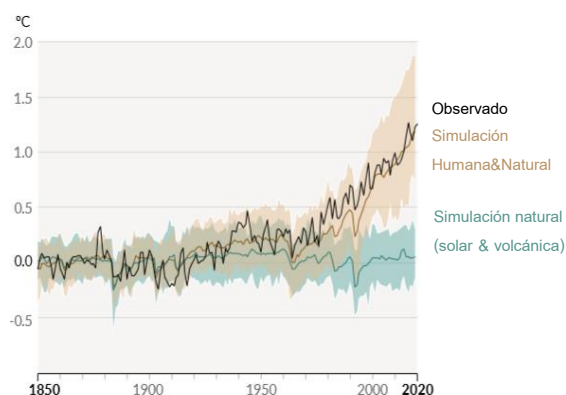 °C
2.0
1.5
1.0
0.5
0.0
-0.5
1850 1900 1950 2000 2020
Observado
Simulación
Humana&Natural
Simulación natural
(solar & volcánica)